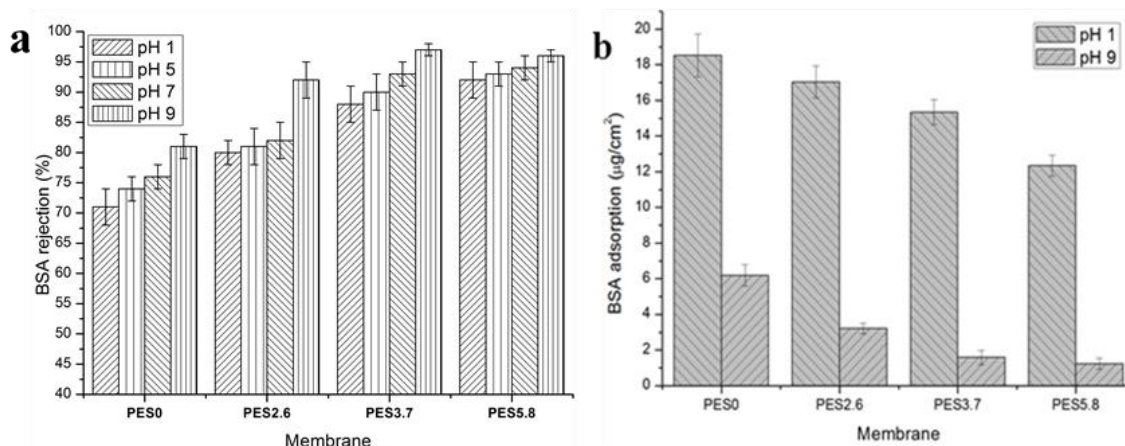 a
BSA rejection (%)
100
95
90
85
80
75
70
65
60
55
50
45
40
pH 1
pH 5
pH 7
pH 9
PES0 PES2.6 PES3.7 PES5.8
Membrane
b
BSA adsorption (µg/cm²)
20
18
16
14
12
10
8
6
4
2
0
pH 1
pH 9
PES0 PES2.6 PES3.7 PES5.8
Membrane